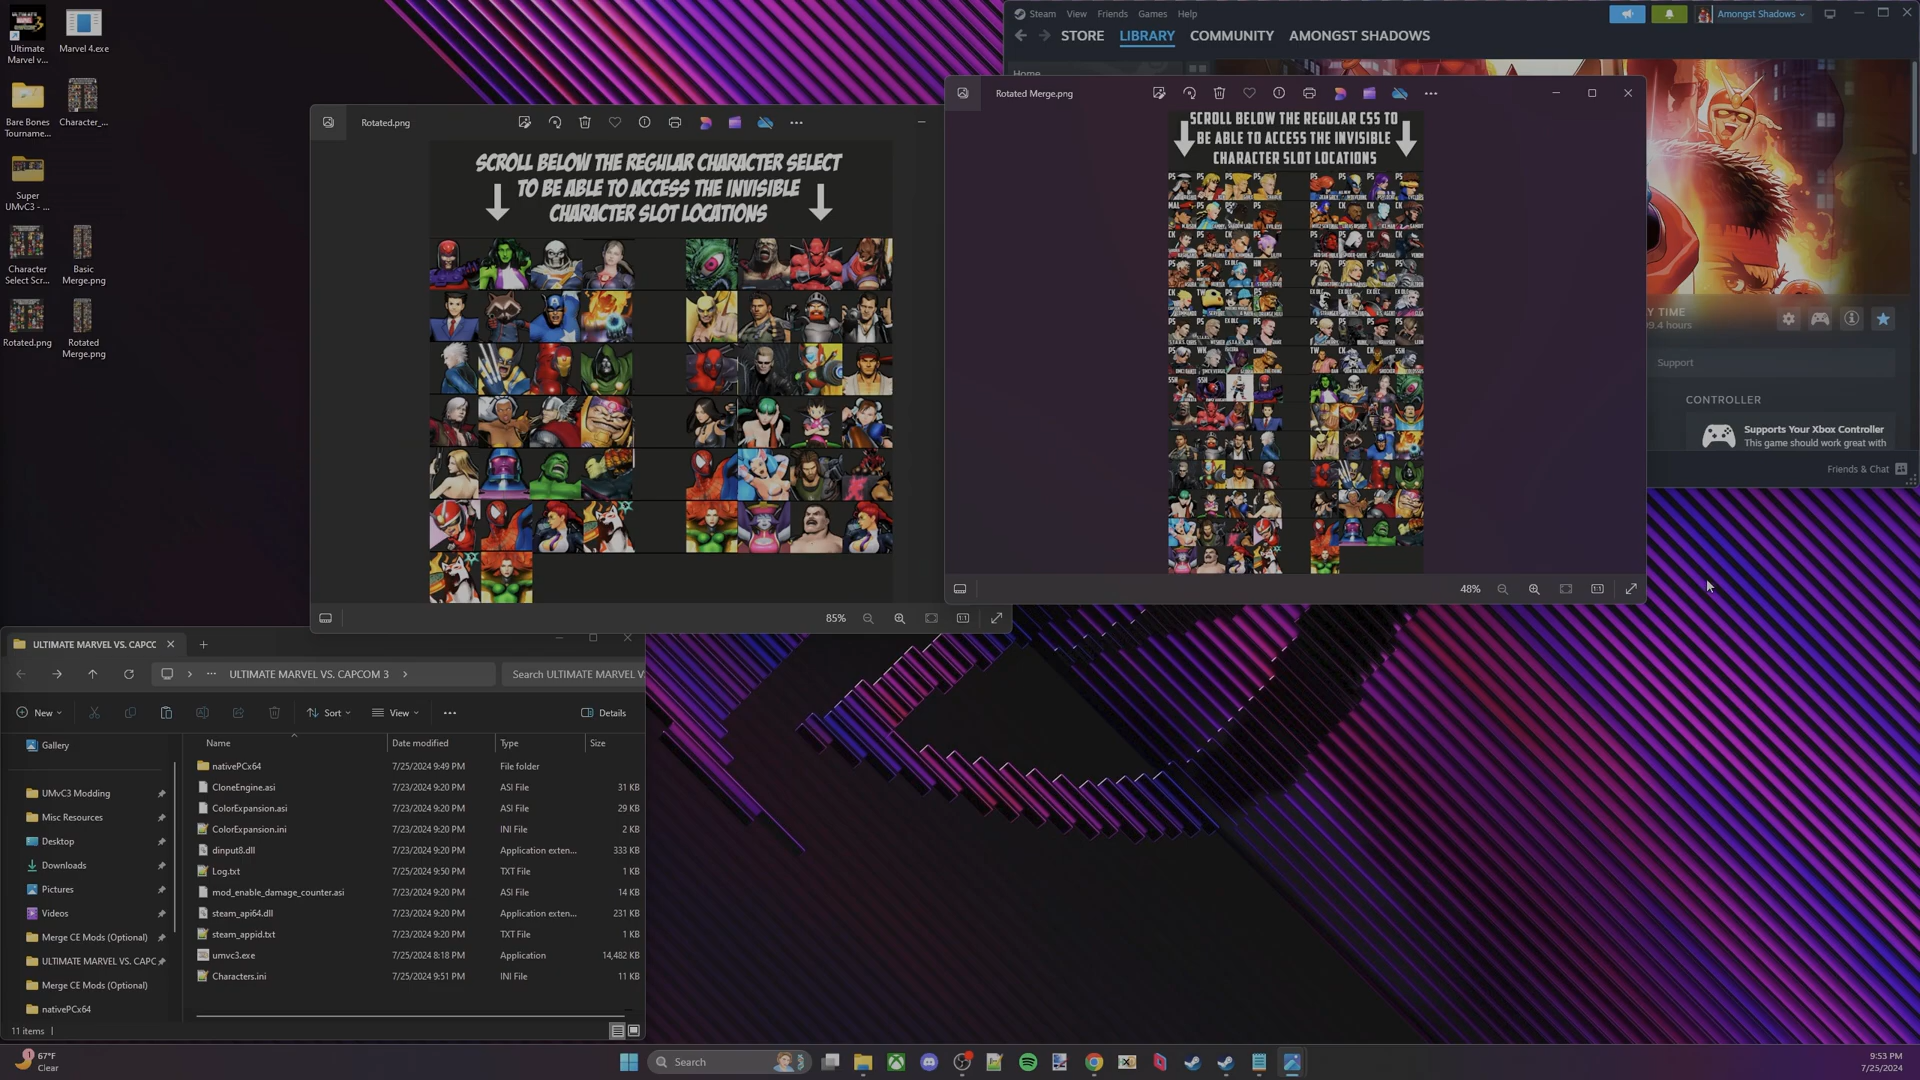 Ultimate
Marvel v...
Marvel 4.exe
Bare Bones
Tourname...
Character_...
Super
UMvC3 - ...
Character
Select Scr...
Basic
Merge.png
Rotated.png
Rotated
Merge.png
Rotated.png
SCROLL BELOW THE REGULAR CHARACTER SELECT
TO BE ABLE TO ACCESS THE INVISIBLE
CHARACTER SLOT LOCATIONS
85%
Steam View Friends Games Help
Amongst Shadows
STORE LIBRARY COMMUNITY AMONGST SHADOWS
Home
Rotated Merge.png
SCROLL BELOW THE REGULAR CSS TO
BE ABLE TO ACCESS THE INVISIBLE
CHARACTER SLOT LOCATIONS
48%
Y TIME
9.4 hours
Support
CONTROLLER
Supports Your Xbox Controller
This game should work great with
Friends & Chat
ULTIMATE MARVEL VS. CAPCC
ULTIMATE MARVEL VS. CAPCOM 3
Search ULTIMATE MARVEL V
New
Sort
View
Details
Gallery
UMvC3 Modding
Misc Resources
Desktop
Downloads
Pictures
Videos
Merge CE Mods (Optional)
ULTIMATE MARVEL VS. CAPC
Merge CE Mods (Optional)
nativePCx64
Name Date modified Type Size
nativePCx64 7/25/2024 9:49 PM File folder
CloneEngine.asi 7/23/2024 9:20 PM ASI File 31 KB
ColorExpansion.asi 7/23/2024 9:20 PM ASI File 29 KB
ColorExpansion.ini 7/23/2024 9:20 PM INI File 2 KB
dinput8.dll 7/23/2024 9:20 PM Application exten... 333 KB
Log.txt 7/25/2024 9:50 PM TXT File 1 KB
mod_enable_damage_counter.asi 7/23/2024 9:20 PM ASI File 14 KB
steam_api64.dll 7/23/2024 9:20 PM Application exten... 231 KB
steam_appid.txt 7/23/2024 9:20 PM TXT File 1 KB
umvc3.exe 7/25/2024 8:18 PM Application 14,482 KB
Characters.ini 7/25/2024 9:51 PM INI File 11 KB
11 items
1
67°F
Clear
Search
9:53 PM
7/25/2024